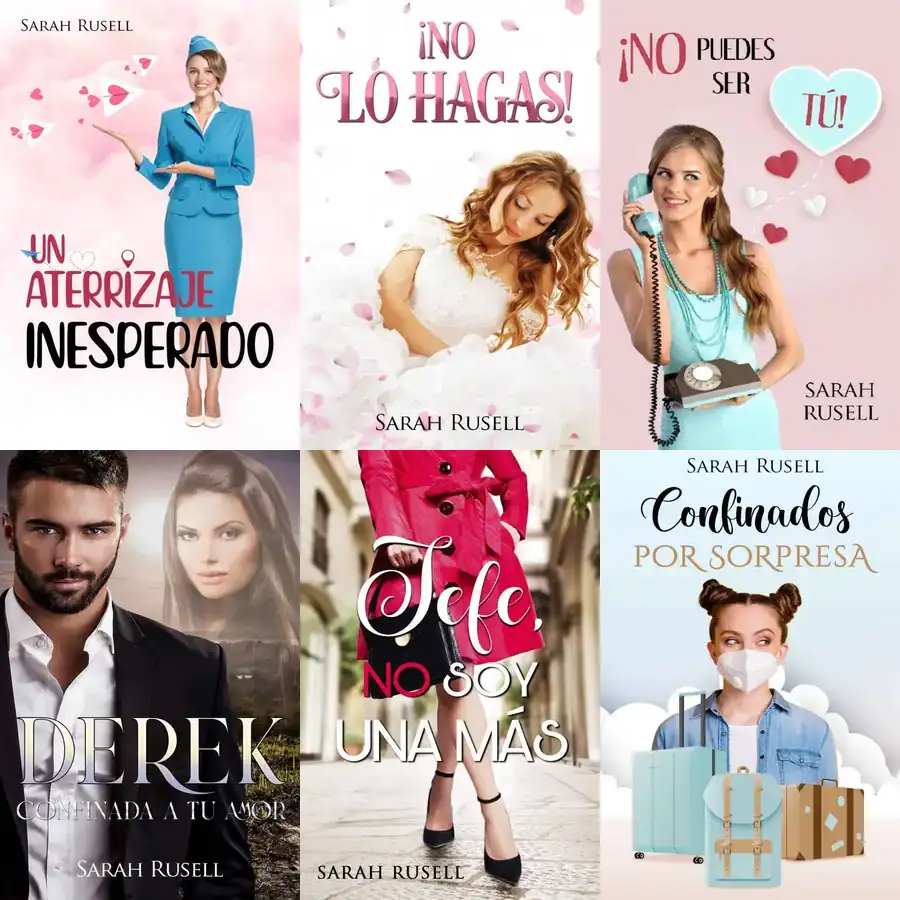 SARAH RUSELL
UN
ATERRIZAJE
INESPERADO
¡NO
LO HAGAS!
SARAH RUSELL
¡NO PUEDES
SER
TÚ!
SARAH
RUSELL
DEREK
CONFINADA A TU AMOR
SARAH RUSELL
Jefe,
NO SOY
UNA MÁS
SARAH RUSELL
SARAH RUSELL
Confinados
POR SORPRESA